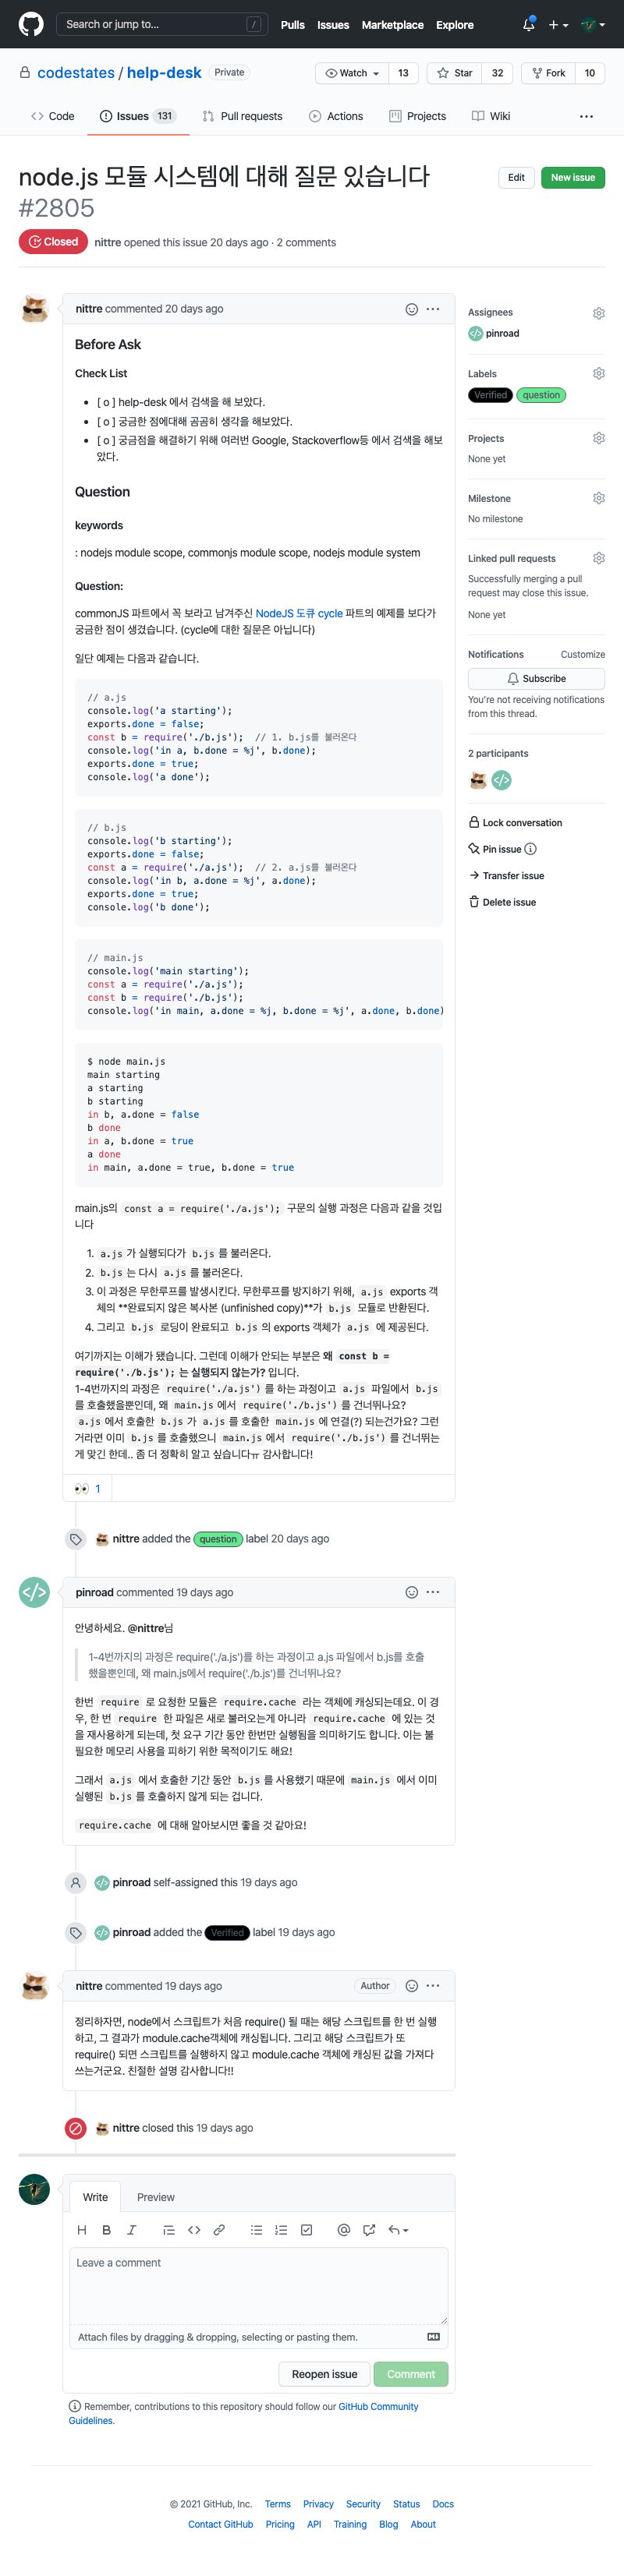 Search or jump to... /
Pulls Issues Marketplace Explore
codestates / help-desk Private
Watch 13 Star 32 Fork 10
Code Issues 131 Pull requests Actions Projects Wiki
node.js 모듈 시스템에 대해 질문 있습니다
#2805
Edit New issue
Closed nittre opened this issue 20 days ago · 2 comments
nittre commented 20 days ago
Before Ask
Check List
• [ o ] help-desk 에서 검색을 해 보았다.
• [ o ] 궁금한 점에대해 곰곰히 생각을 해보았다.
• [ o ] 궁금점을 해결하기 위해 여러번 Google, Stackoverflow등 에서 검색을 해보
았다.
Question
keywords
: nodejs module scope, commonjs module scope, nodejs module system
Question:
commonJS 파트에서 꼭 보라고 남겨주신 NodeJS 도큐 cycle 파트의 예제를 보다가
궁금한 점이 생겼습니다. (cycle에 대한 질문은 아닙니다)
일단 예제는 다음과 같습니다.
// a.js
console.log('a starting');
exports.done = false;
const b = require('./b.js');  // 1. b.js를 불러온다
console.log('in a, b.done = %j', b.done);
exports.done = true;
console.log('a done');
// b.js
console.log('b starting');
exports.done = false;
const a = require('./a.js');  // 2. a.js를 불러온다
console.log('in b, a.done = %j', a.done);
exports.done = true;
console.log('b done');
// main.js
console.log('main starting');
const a = require('./a.js');
const b = require('./b.js');
console.log('in main, a.done = %j, b.done = %j', a.done, b.done)
$ node main.js
main starting
a starting
b starting
in b, a.done = false
b done
in a, b.done = true
a done
in main, a.done = true, b.done = true
main.js의 const a = require('./a.js'); 구문의 실행 과정은 다음과 같을 것입
니다
1. a.js 가 실행되다가 b.js 를 불러온다.
2. b.js 는 다시 a.js 를 불러온다.
3. 이 과정은 무한루프를 발생시킨다. 무한루프를 방지하기 위해, a.js exports 객
체의 **완료되지 않은 복사본 (unfinished copy)**가 b.js 모듈로 반환된다.
4. 그리고 b.js 로딩이 완료되고 b.js 의 exports 객체가 a.js 에 제공된다.
여기까지는 이해가 됐습니다. 그런데 이해가 안되는 부분은 왜 const b =
require('./b.js'); 는 실행되지 않는가? 입니다.
1-4번까지의 과정은 require('./a.js') 를 하는 과정이고 a.js 파일에서 b.js
를 호출했을뿐인데, 왜 main.js 에서 require('./b.js') 를 건너뛰나요?
a.js 에서 호출한 b.js 가 a.js 를 호출한 main.js 에 연결(?) 되는건가요? 그런
거라면 이미 b.js 를 호출했으니 main.js 에서 require('./b.js') 를 건너뛰는
게 맞긴 한데.. 좀 더 정확히 알고 싶습니다ㅠ 감사합니다!
👀 1
nittre added the question label 20 days ago
pinroad commented 19 days ago
안녕하세요. @nittre님
1-4번까지의 과정은 require('./a.js')를 하는 과정이고 a.js 파일에서 b.js를 호출
했을뿐인데, 왜 main.js에서 require('./b.js')를 건너뛰나요?
한번 require 로 요청한 모듈은 require.cache 라는 객체에 캐싱되는데요. 이 경
우, 한 번 require 한 파일은 새로 불러오는게 아니라 require.cache 에 있는 것
을 재사용하게 되는데, 첫 요구 기간 동안 한번만 실행됨을 의미하기도 합니다. 이는 불
필요한 메모리 사용을 피하기 위한 목적이기도 해요!
그래서 a.js 에서 호출한 기간 동안 b.js 를 사용했기 때문에 main.js 에서 이미
실행된 b.js 를 호출하지 않게 되는 겁니다.
require.cache 에 대해 알아보시면 좋을 것 같아요!
pinroad self-assigned this 19 days ago
pinroad added the Verified label 19 days ago
nittre commented 19 days ago Author
정리하자면, node에서 스크립트가 처음 require() 될 때는 해당 스크립트를 한 번 실행
하고, 그 결과가 module.cache객체에 캐싱됩니다. 그리고 해당 스크립트가 또
require() 되면 스크립트를 실행하지 않고 module.cache 객체에 캐싱된 값을 가져다
쓰는거군요. 친절한 설명 감사합니다!!
nittre closed this 19 days ago
Write Preview
Leave a comment
Attach files by dragging & dropping, selecting or pasting them.
Reopen issue Comment
Remember, contributions to this repository should follow our GitHub Community
Guidelines.
Assignees
pinroad
Labels
Verified question
Projects
None yet
Milestone
No milestone
Linked pull requests
Successfully merging a pull
request may close this issue.
None yet
Notifications Customize
Subscribe
You're not receiving notifications
from this thread.
2 participants
Lock conversation
Pin issue
Transfer issue
Delete issue
© 2021 GitHub, Inc. Terms Privacy Security Status Docs
Contact GitHub Pricing API Training Blog About